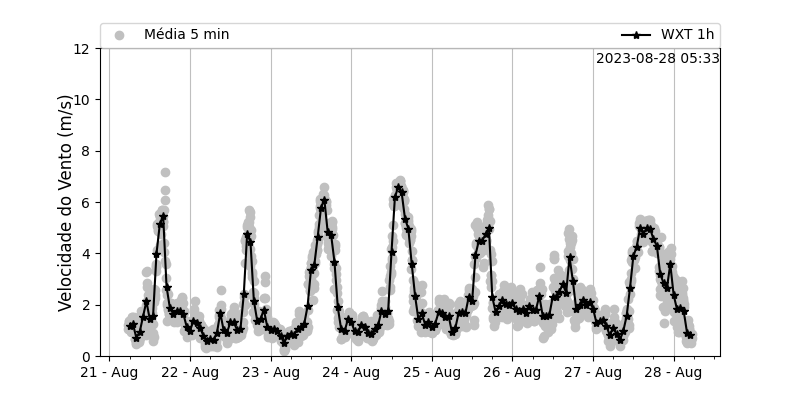 Média 5 min WXT 1h
2023-08-28 05:33
Velocidade do Vento (m/s)
12
10
8
6
4
2
0
21 - Aug 22 - Aug 23 - Aug 24 - Aug 25 - Aug 26 - Aug 27 - Aug 28 - Aug